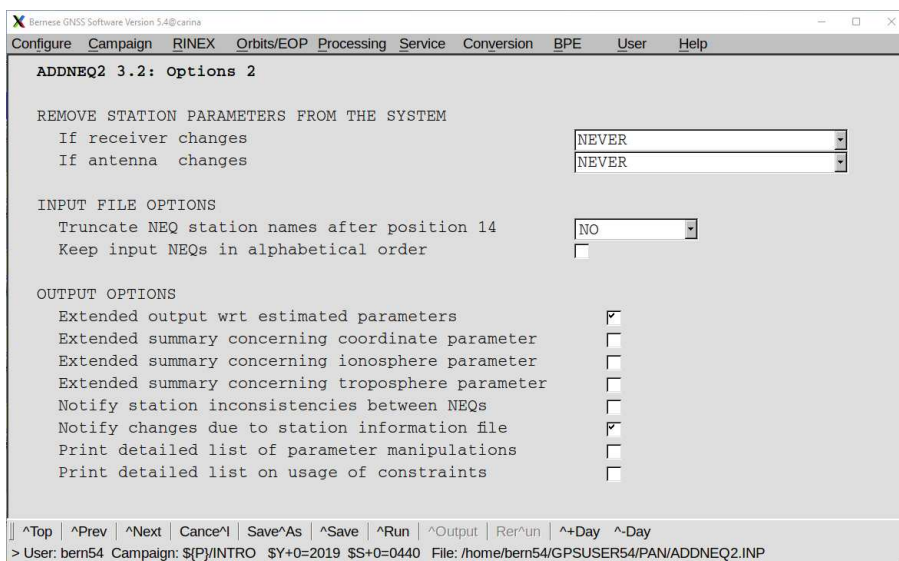 Bernese GNSS Software Version 5.4@carina
Configure Campaign RINEX Orbits/EOP Processing Service Conversion BPE User Help
ADDNEQ2 3.2: Options 2
REMOVE STATION PARAMETERS FROM THE SYSTEM
If receiver changes NEVER
If antenna changes NEVER
INPUT FILE OPTIONS
Truncate NEQ station names after position 14 NO
Keep input NEQs in alphabetical order
OUTPUT OPTIONS
Extended output wrt estimated parameters
Extended summary concerning coordinate parameter
Extended summary concerning ionosphere parameter
Extended summary concerning troposphere parameter
Notify station inconsistencies between NEQs
Notify changes due to station information file
Print detailed list of parameter manipulations
Print detailed list on usage of constraints
^Top ^Prev ^Next Cance^l Save^As ^Save ^Run ^Output Rer^un ^+Day ^-Day
> User: bern54 Campaign: ${P}/INTRO $Y+0=2019 $S+0=0440 File: /home/bern54/GPSUSER54/PAN/ADDNEQ2.INP